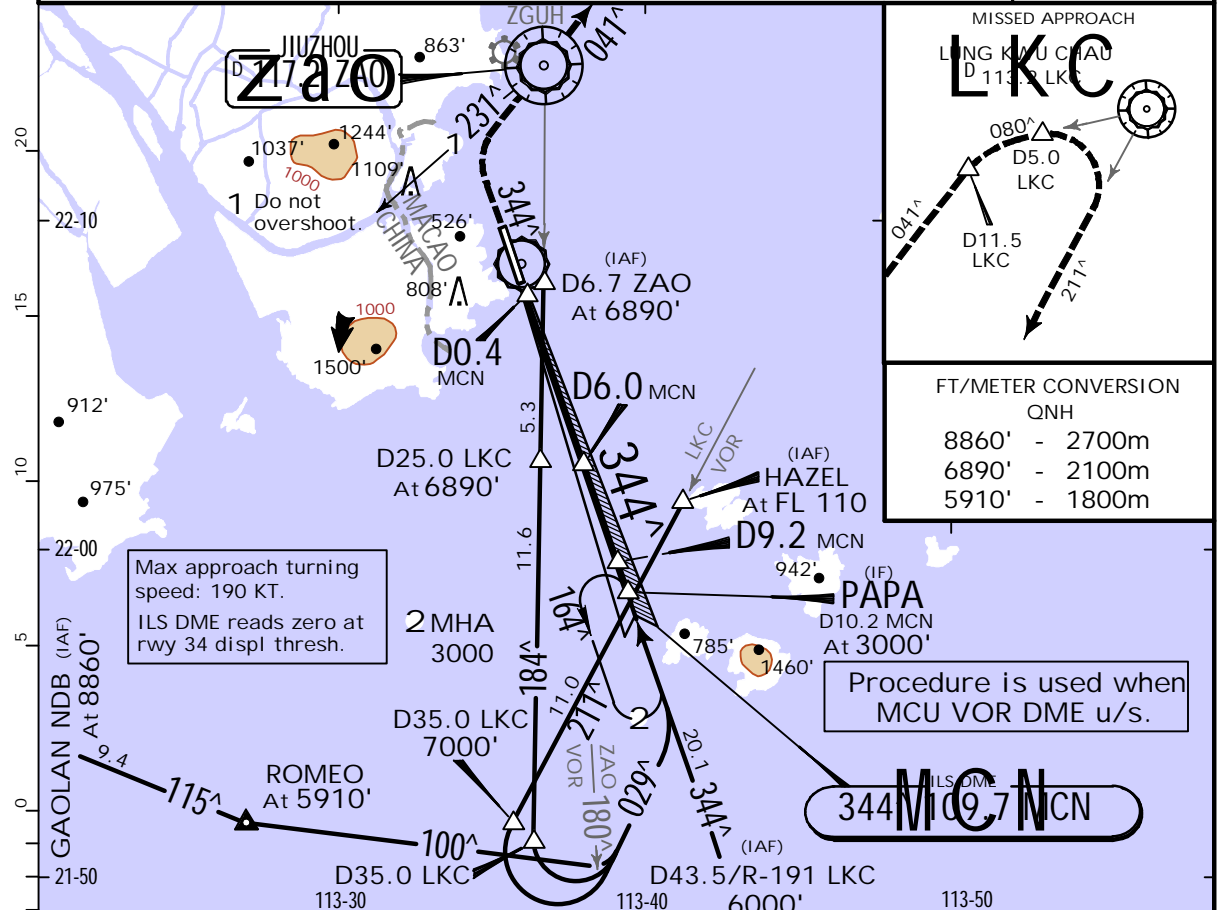 ZGUH
041^
JIUZHOU
D 117.2 ZAO
zao
863'
231^
1
1244'
1037'
1109'
1000
1 Do not
overshoot.
MACAO
CHINA
526'
808'
344^
1000
1500'
(IAF)
D6.7 ZAO
At 6890'
D0.4
MCN
D6.0 MCN
5.3
912'
975'
D25.0 LKC
At 6890'
344^
LKC
VOR
(IAF)
HAZEL
At FL 110
D9.2 MCN
11.6
942'
(IF)
PAPA
D10.2 MCN
At 3000'
785'
1460'
Max approach turning
speed: 190 KT.
ILS DME reads zero at
rwy 34 displ thresh.
2 MHA
3000
164^
184^
11.0
211^
2
20.1
344^
029^
ZAO
VOR
180^
Procedure is used when
MCU VOR DME u/s.
GAOLAN NDB (IAF)
At 8860'
9.4
115^
ROMEO
At 5910'
100^
D35.0 LKC
7000'
D35.0 LKC
(IAF)
D43.5/R-191 LKC
6000'
ILS DME
344^ 109.7 MCN
MCN
MISSED APPROACH
LUNG KWU CHAU
D 113.2 LKC
LKC
080^
D5.0
LKC
041^
D11.5
LKC
211^
FT/METER CONVERSION
QNH
8860' - 2700m
6890' - 2100m
5910' - 1800m
20
22-10
15
10
22-00
5
0
21-50
113-30
113-40
113-50